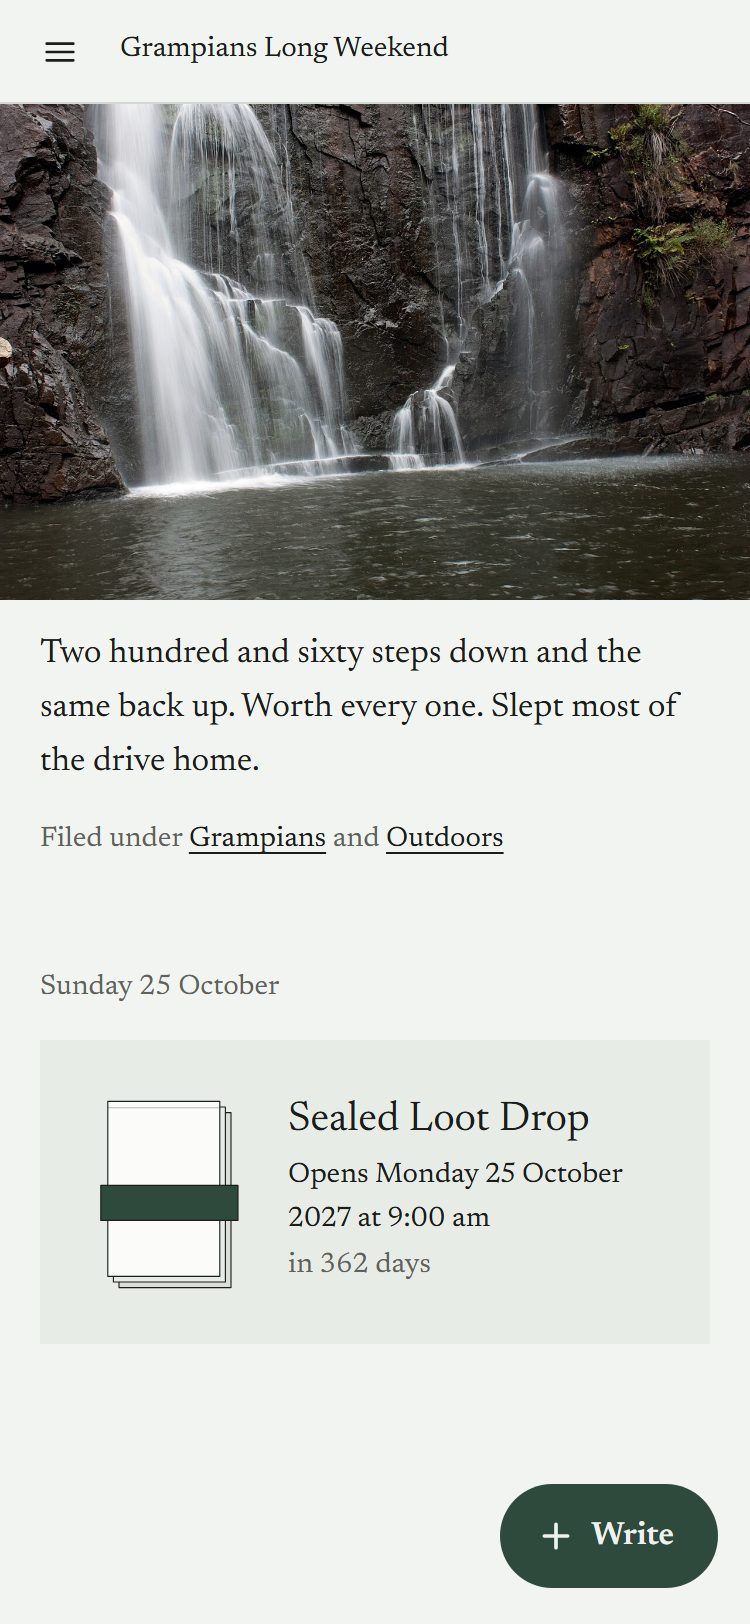 Grampians Long Weekend
Two hundred and sixty steps down and the
same back up. Worth every one. Slept most of
the drive home.
Filed under Grampians and Outdoors
Sunday 25 October
Sealed Loot Drop
Opens Monday 25 October
2027 at 9:00 am
in 362 days
Write